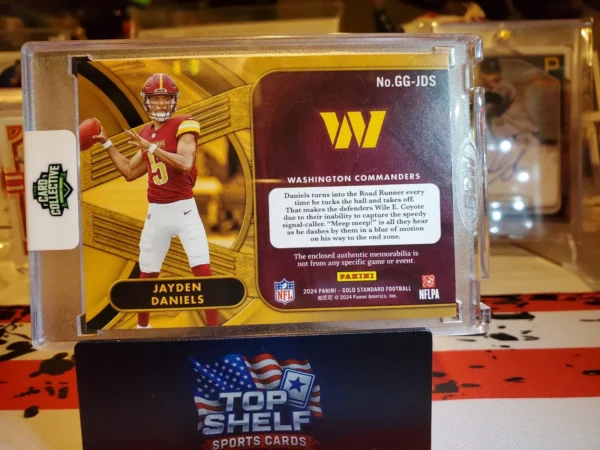 No.GG-JDS
W
WASHINGTON COMMANDERS
Daniels turns into the Road Runner every
time he tucks the ball and takes off.
That makes the defenders Wile E. Coyote
due to their inability to capture the speedy
signal-caller. “Meep meep!” is all they hear
as he dashes by them in a blur of motion
on his way to the end zone.
The enclosed authentic memorabilia is
not from any specific game or event.
PANINI
NFL
NFLPA
2024 PANINI - GOLD STANDARD FOOTBALL
© 2024 Panini America, Inc.
5
JAYDEN
DANIELS
CARD
COLLECTIVE
TOP
SHELF
SPORTS CARDS
P